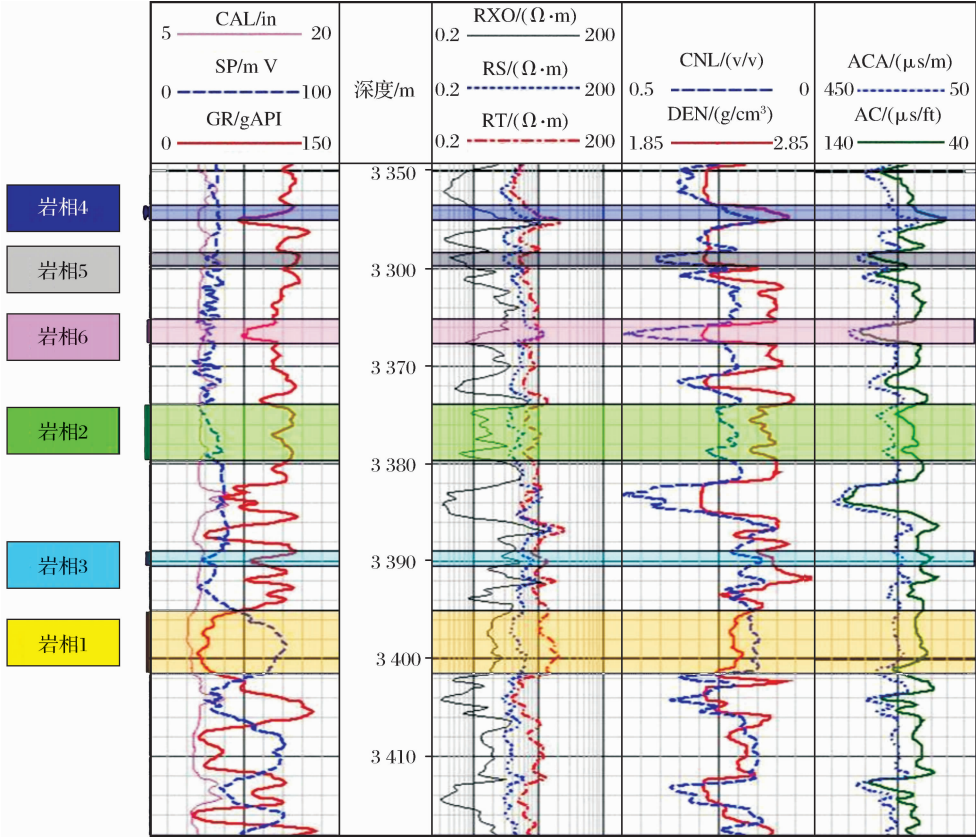 CAL/in
5 20
SP/m V
0 100
GR/gAPI
0 150
深度/m
RXO/(Ω·m)
0.2 200
RS/(Ω·m)
0.2 200
RT/(Ω·m)
0.2 200
CNL/(v/v)
0.5 0
DEN/(g/cm³)
1.85 2.85
ACA/(μs/m)
450 50
AC/(μs/ft)
140 40
3 350
岩相4
岩相5
3 300
岩相6
3 370
岩相2
3 380
岩相3
3 390
岩相1
3 400
3 410